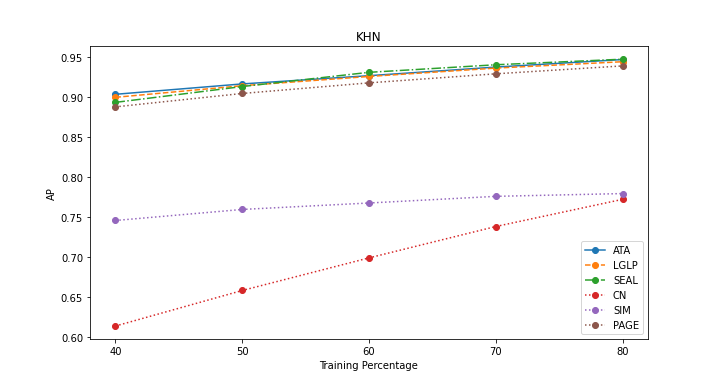 KHN
0.95
0.90
0.85
0.80
0.75
0.70
0.65
0.60
AP
40
50
60
70
80
Training Percentage
ATA
LGLP
SEAL
CN
SIM
PAGE